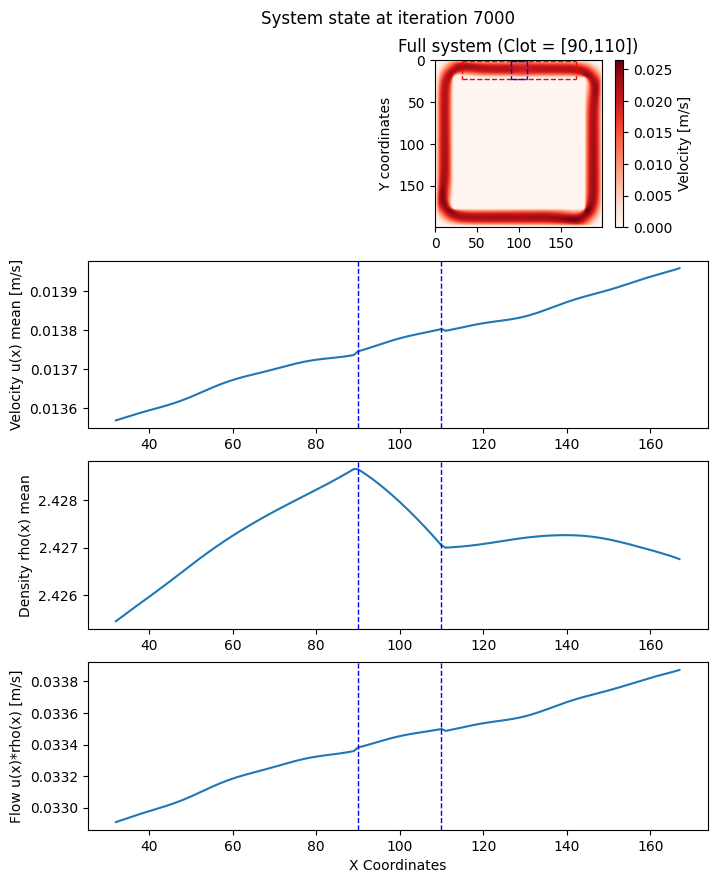 System state at iteration 7000
Full system (Clot = [90,110])
Y coordinates
0
50
100
150
0 50 100 150
0.025
0.020
0.015
0.010
0.005
0.000
Velocity [m/s]
Velocity u(x) mean [m/s]
0.0139
0.0138
0.0137
0.0136
40 60 80 100 120 140 160
Density rho(x) mean
2.428
2.427
2.426
40 60 80 100 120 140 160
Flow u(x)*rho(x) [m/s]
0.0338
0.0336
0.0334
0.0332
0.0330
40 60 80 100 120 140 160
X Coordinates